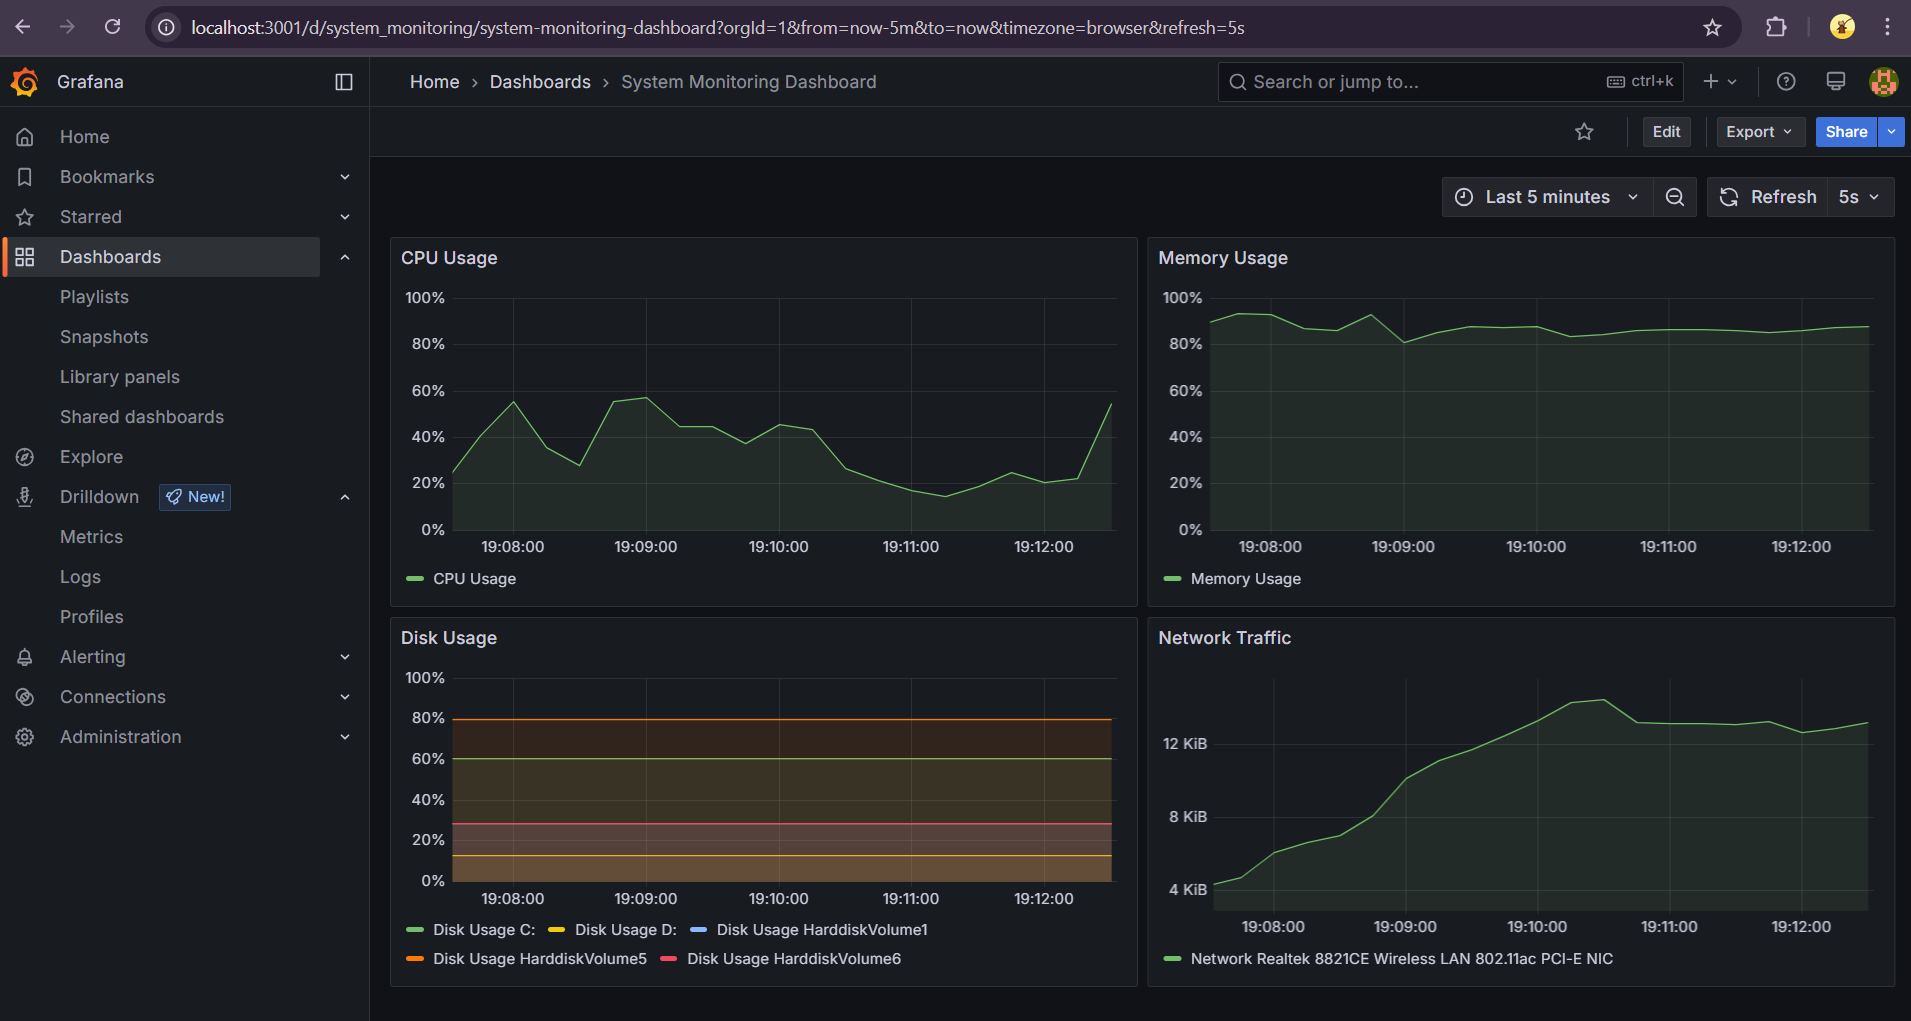 localhost:3001/d/system_monitoring/system-monitoring-dashboard?orgId=1&from=now-5m&to=now&timezone=browser&refresh=5s
Grafana
Home › Dashboards › System Monitoring Dashboard
Search or jump to... ctrl+k
Edit Export Share
Home
Bookmarks
Starred
Dashboards
Playlists
Snapshots
Library panels
Shared dashboards
Explore
Drilldown New!
Metrics
Logs
Profiles
Alerting
Connections
Administration
Last 5 minutes Refresh 5s
CPU Usage
100%
80%
60%
40%
20%
0%
19:08:00 19:09:00 19:10:00 19:11:00 19:12:00
CPU Usage
Memory Usage
100%
80%
60%
40%
20%
0%
19:08:00 19:09:00 19:10:00 19:11:00 19:12:00
Memory Usage
Disk Usage
100%
80%
60%
40%
20%
0%
19:08:00 19:09:00 19:10:00 19:11:00 19:12:00
Disk Usage C: Disk Usage D: Disk Usage HarddiskVolume1
Disk Usage HarddiskVolume5 Disk Usage HarddiskVolume6
Network Traffic
12 KiB
8 KiB
4 KiB
19:08:00 19:09:00 19:10:00 19:11:00 19:12:00
Network Realtek 8821CE Wireless LAN 802.11ac PCI-E NIC